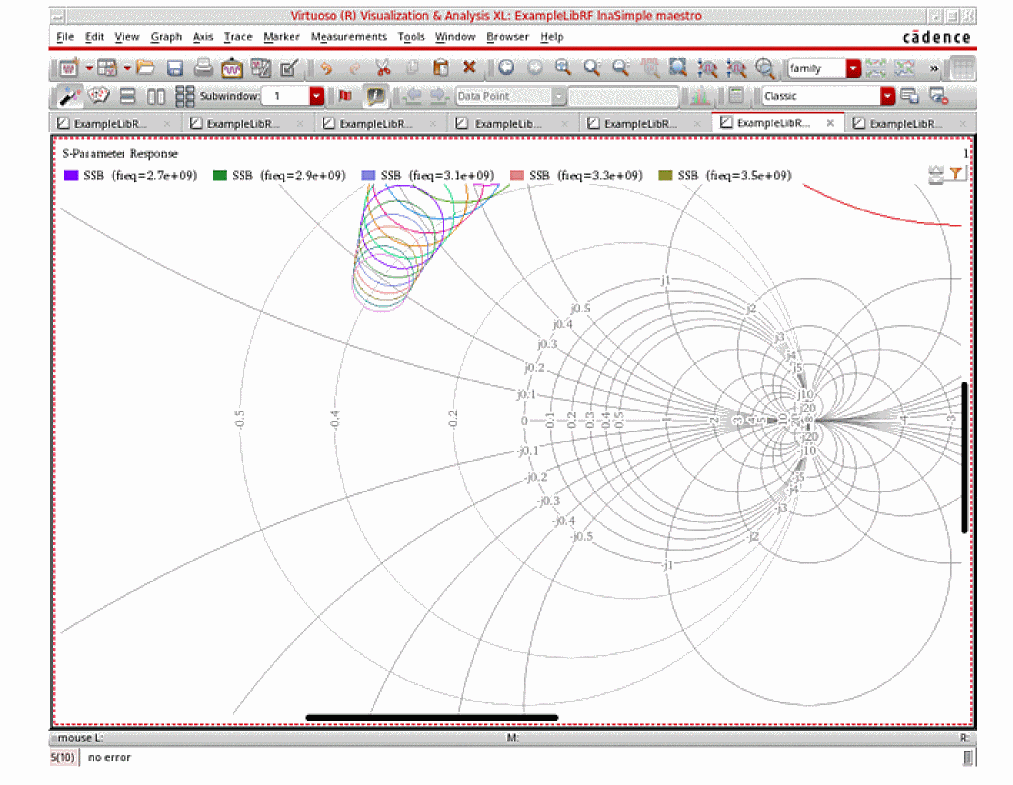 Virtuoso (R) Visualization & Analysis XL: ExampleLibRF lnaSimple maestro
File Edit View Graph Axis Trace Marker Measurements Tools Window Browser Help
cādence
family
»
Subwindow: 1
Data Point
Classic
ExampleLibR... ExampleLibR... ExampleLibR... ExampleLib... ExampleLibR... ExampleLibR... ExampleLibR...
S-Parameter Response
1
SSB (freq=2.7e+09) SSB (freq=2.9e+09) SSB (freq=3.1e+09) SSB (freq=3.3e+09) SSB (freq=3.5e+09)
j1
j0.5 j2
j0.4
j0.3 j3
j4
j0.2 j5
j0.1 j10
j20
-0.5 -0.4 -0.2 0 0.1 0.2 0.3 0.4 0.5 1 2 3 4 5 10 -4 -3
-j20
-j0.1 -j10
-j0.2 -j5
-j4
-j0.3 -j3
-j0.4
-j0.5 -j2
-j1
mouse L: M: R:
5(10) no error